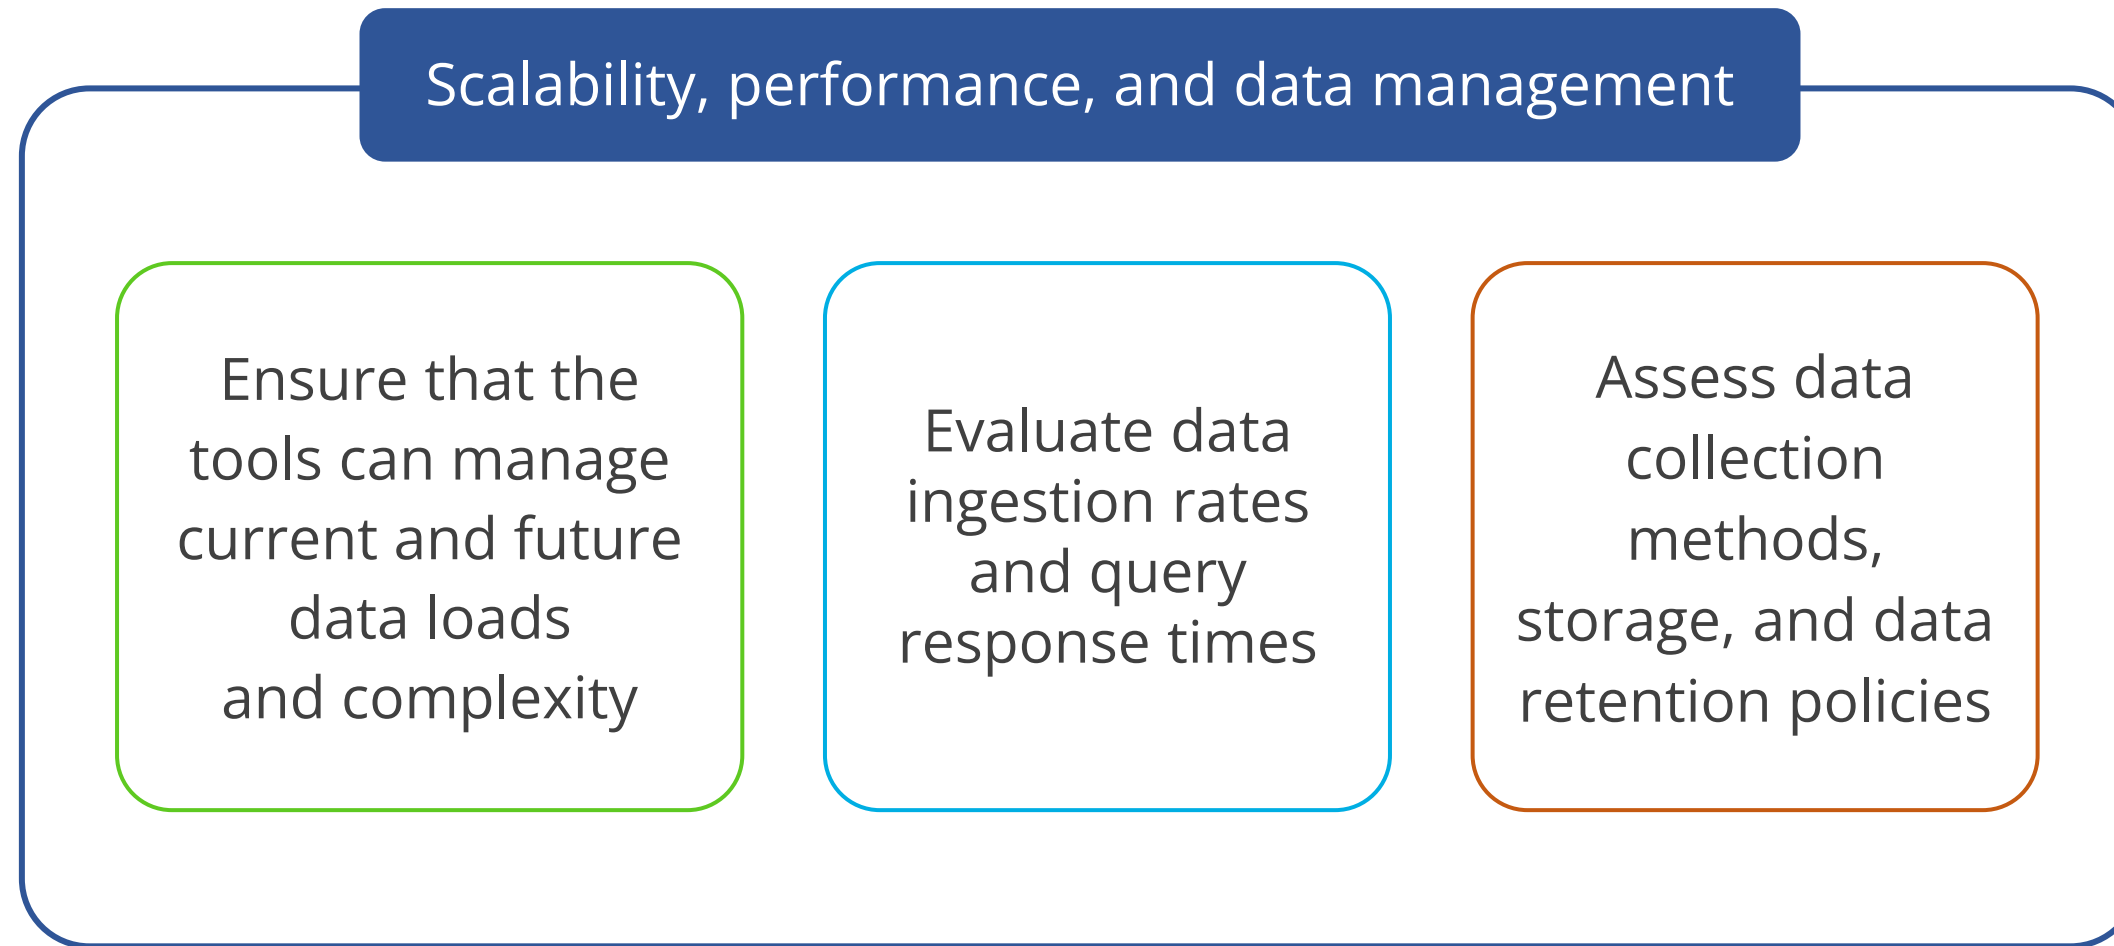 Scalability, performance, and data management
Ensure that the
tools can manage
current and future
data loads
and complexity
Evaluate data
ingestion rates
and query
response times
Assess data
collection
methods,
storage, and data
retention policies